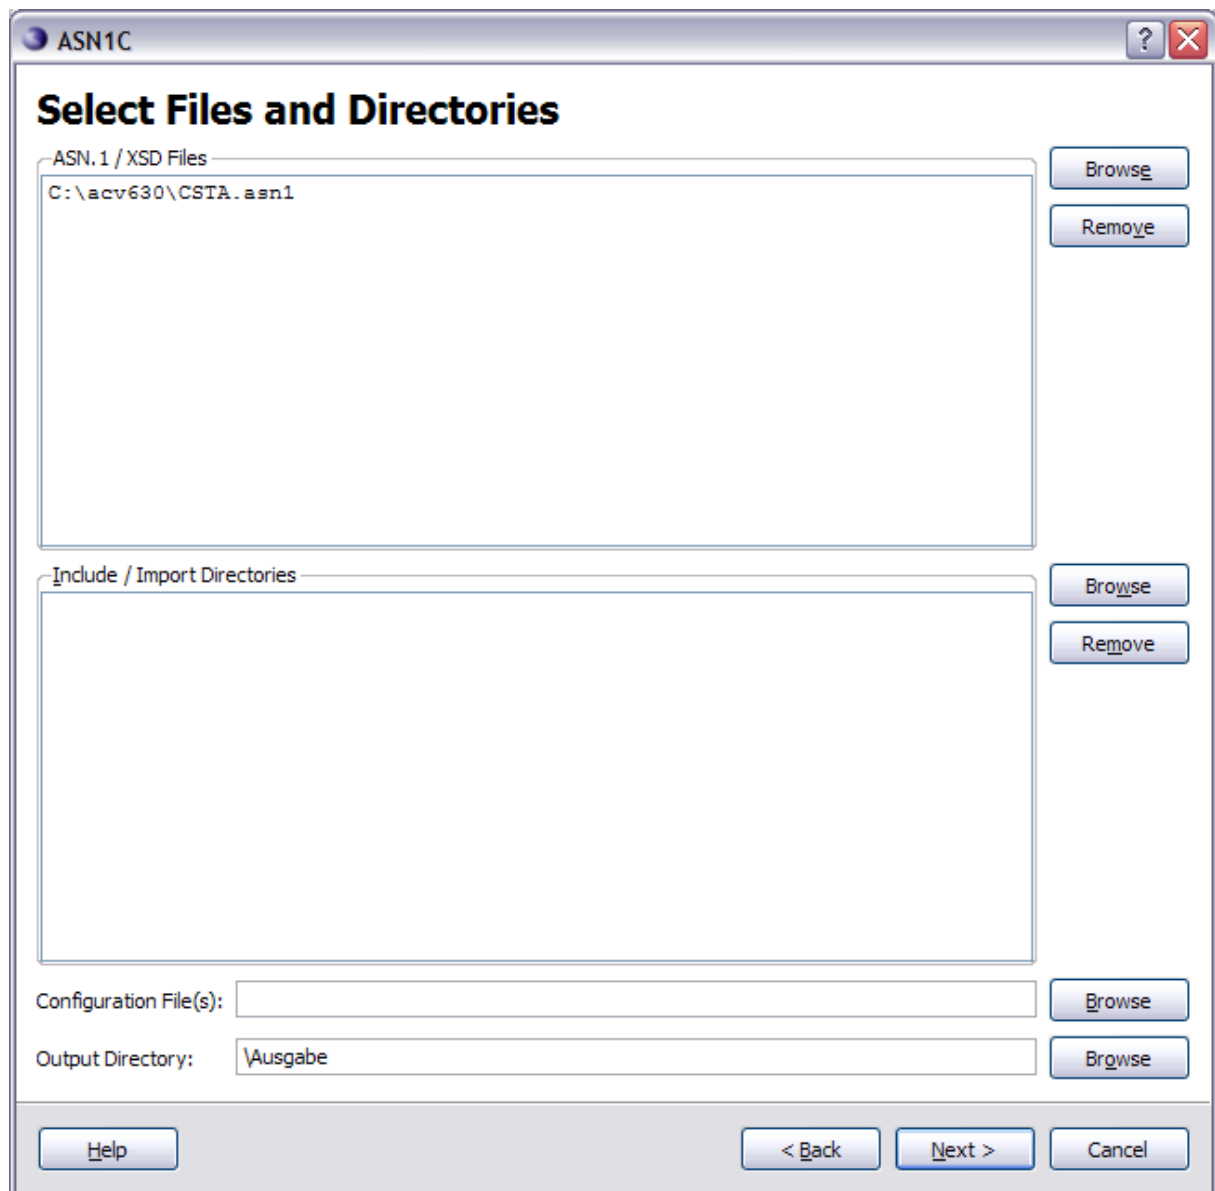 ASN1C
?
Select Files and Directories
ASN.1 / XSD Files
Browse
C:\acv630\CSTA.asn1
Remove
Include / Import Directories
Browse
Remove
Configuration File(s):
Browse
Output Directory:
\Ausgabe
Browse
Help
< Back
Next >
Cancel